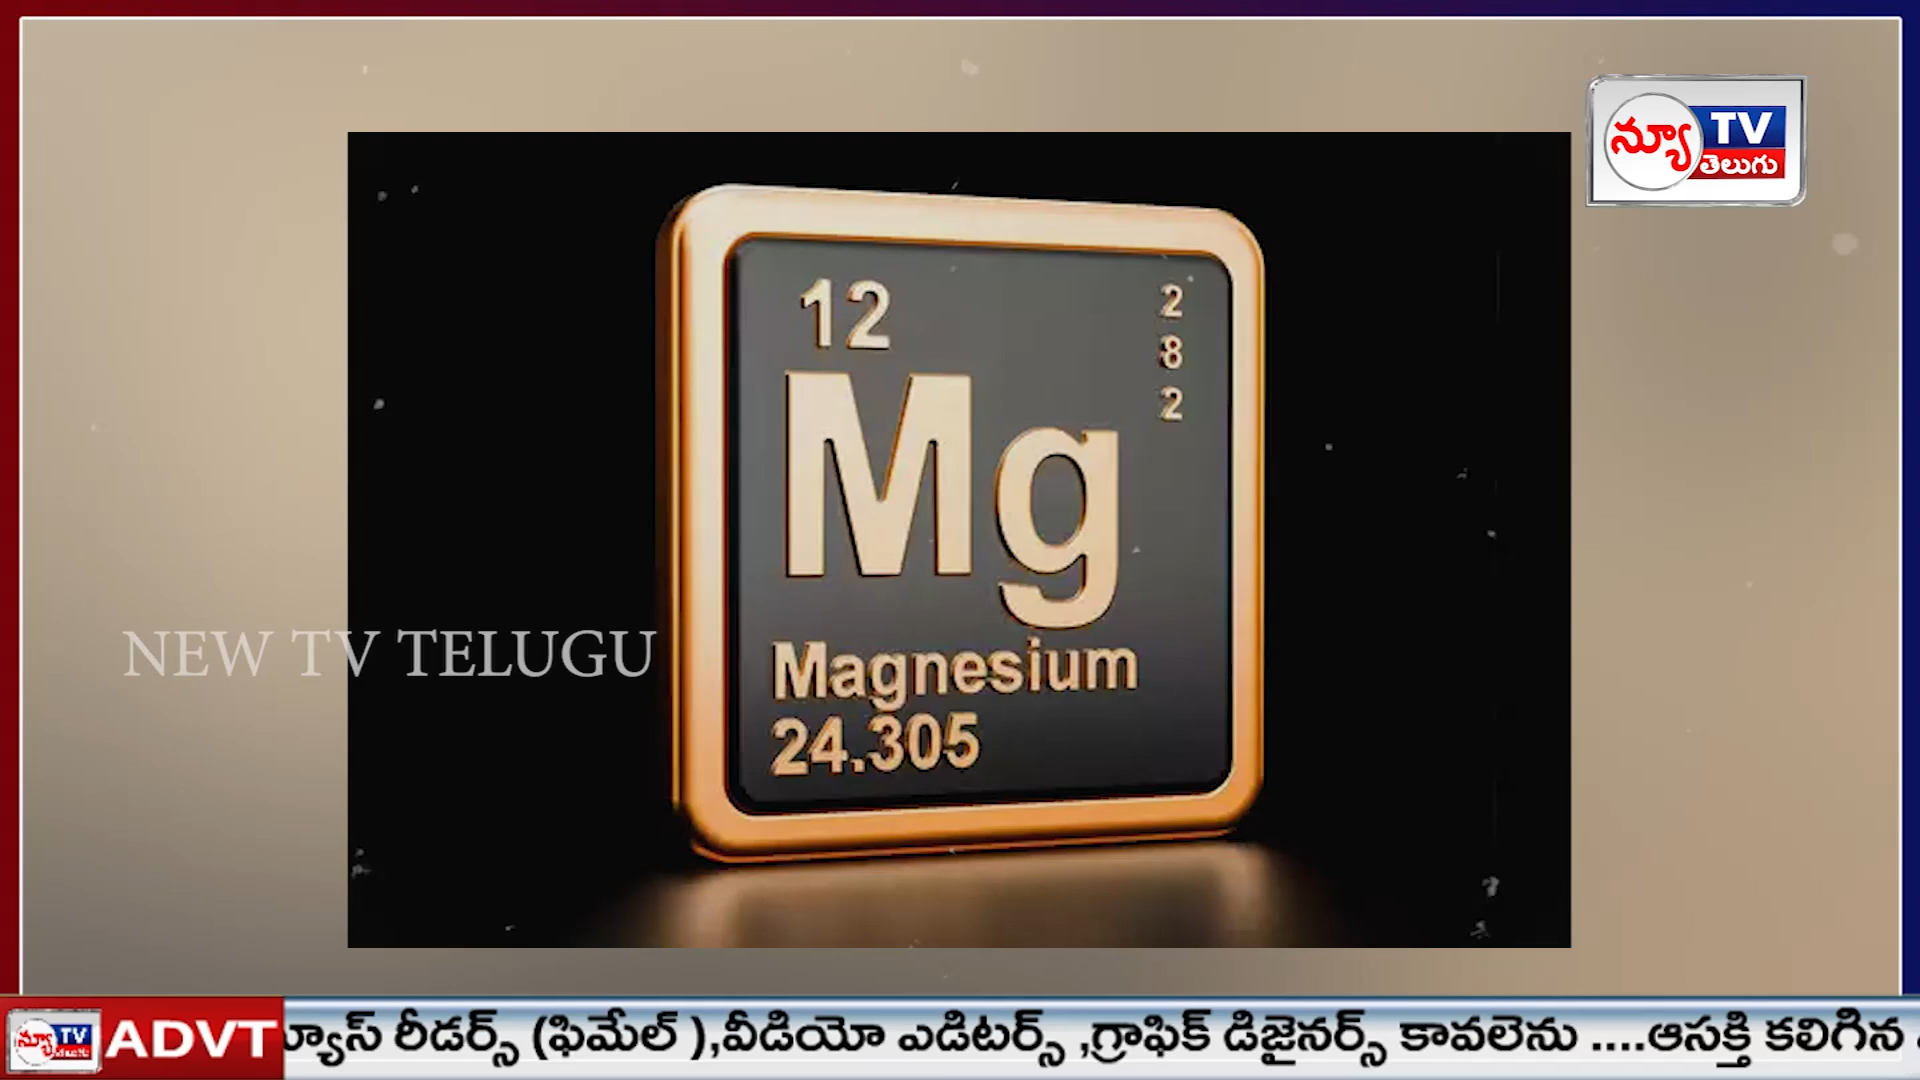 న్యూ TV
తెలుగు
12
2
8
2
Mg
Magnesium
24.305
NEW TV TELUGU
న్యూ TV తెలుగు
ADVT
రీడర్స్ (ఫిమేల్ ),వీడియో ఎడిటర్స్ ,గ్రాఫిక్ డిజైనర్స్ కావలెను ....ఆసక్తి కలిగిన